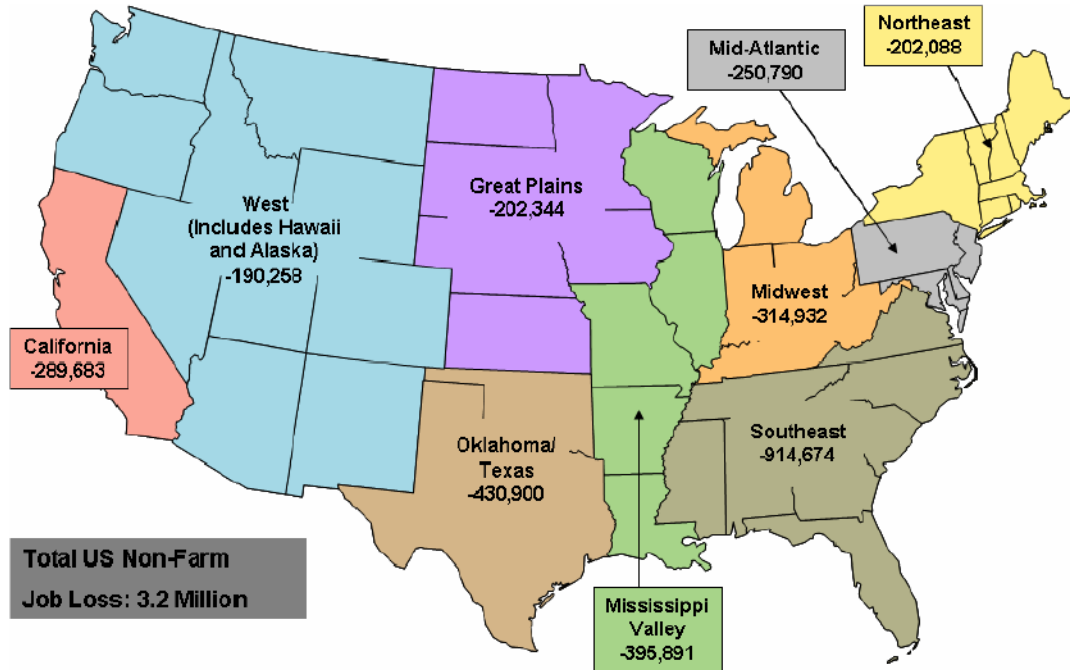 Northeast
-202,088
Mid-Atlantic
-250,790
Great Plains
-202,344
West
(Includes Hawaii
and Alaska)
-190,258
Midwest
-314,932
California
-289,683
Southeast
-914,674
Oklahoma/
Texas
-430,900
Total US Non-Farm
Job Loss: 3.2 Million
Mississippi
Valley
-395,891